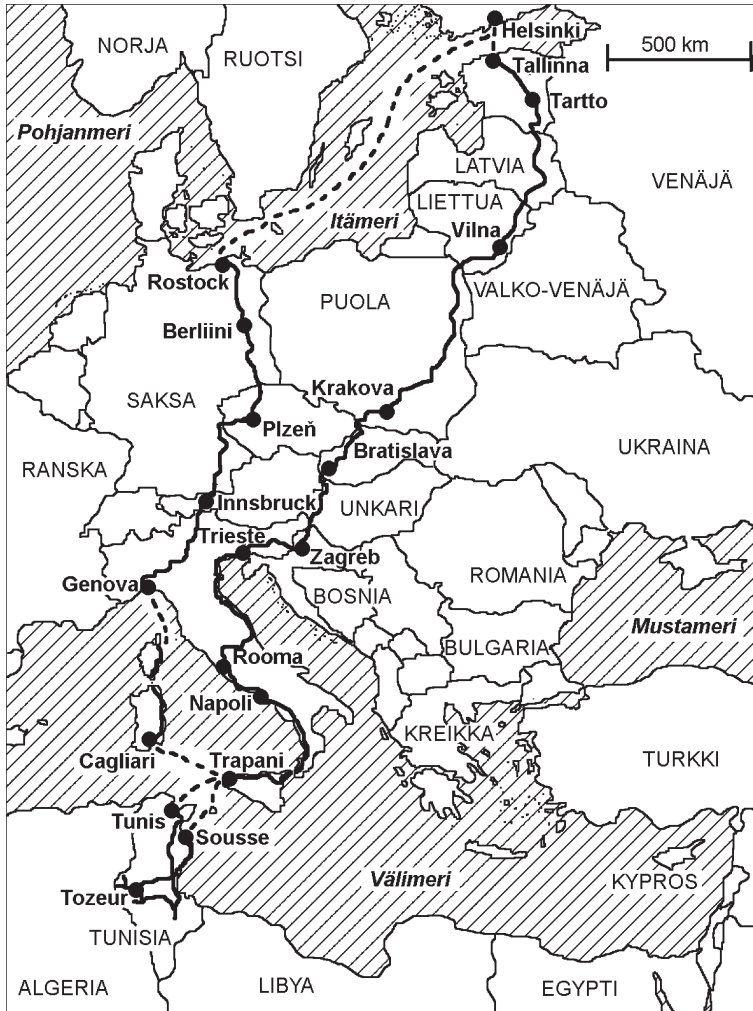 Helsinki
NORJA
RUOTSI
500 km
Tallinna
Tartto
Pohjanmeri
LATVIA
VENÄJÄ
LIETTUA
Itämeri
Vilna
Rostock
PUOLA
VALKO-VENÄJÄ
Berliini
Krakova
SAKSA
Plzeň
UKRAINA
Bratislava
RANSKA
Innsbruck
UNKARI
Trieste
Zagreb
Genova
ROMANIA
BOSNIA
Mustameri
BULGARIA
Rooma
Napoli
KREIKKA
Cagliari
Trapani
TURKKI
Tunis
Sousse
Välimeri
KYPROS
Tozeur
TUNISIA
ALGERIA
LIBYA
EGYPTI